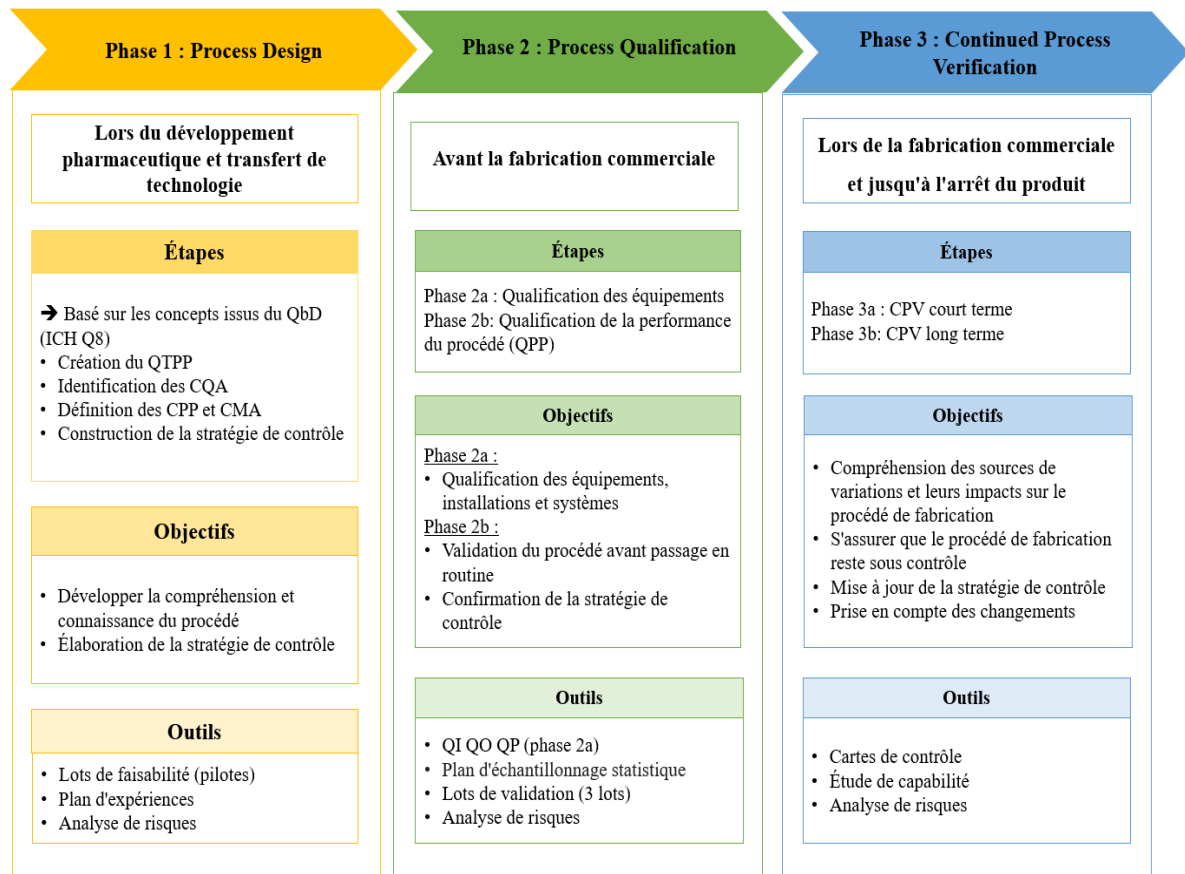 Phase 1 : Process Design
Lors du développement
pharmaceutique et transfert de
technologie
Étapes
➔ Basé sur les concepts issus du QbD
(ICH Q8)
• Création du QTPP
• Identification des CQA
• Définition des CPP et CMA
• Construction de la stratégie de contrôle
Objectifs
• Développer la compréhension et
connaissance du procédé
• Élaboration de la stratégie de contrôle
Outils
• Lots de faisabilité (pilotes)
• Plan d'expériences
• Analyse de risques
Phase 2 : Process Qualification
Avant la fabrication commerciale
Étapes
Phase 2a : Qualification des équipements
Phase 2b: Qualification de la performance
du procédé (QPP)
Objectifs
Phase 2a :
• Qualification des équipements,
installations et systèmes
Phase 2b :
• Validation du procédé avant passage en
routine
• Confirmation de la stratégie de
contrôle
Outils
• QI QO QP (phase 2a)
• Plan d'échantillonnage statistique
• Lots de validation (3 lots)
• Analyse de risques
Phase 3 : Continued Process
Verification
Lors de la fabrication commerciale
et jusqu'à l'arrêt du produit
Étapes
Phase 3a : CPV court terme
Phase 3b: CPV long terme
Objectifs
• Compréhension des sources de
variations et leurs impacts sur le
procédé de fabrication
• S'assurer que le procédé de fabrication
reste sous contrôle
• Mise à jour de la stratégie de contrôle
• Prise en compte des changements
Outils
• Cartes de contrôle
• Étude de capabilité
• Analyse de risques